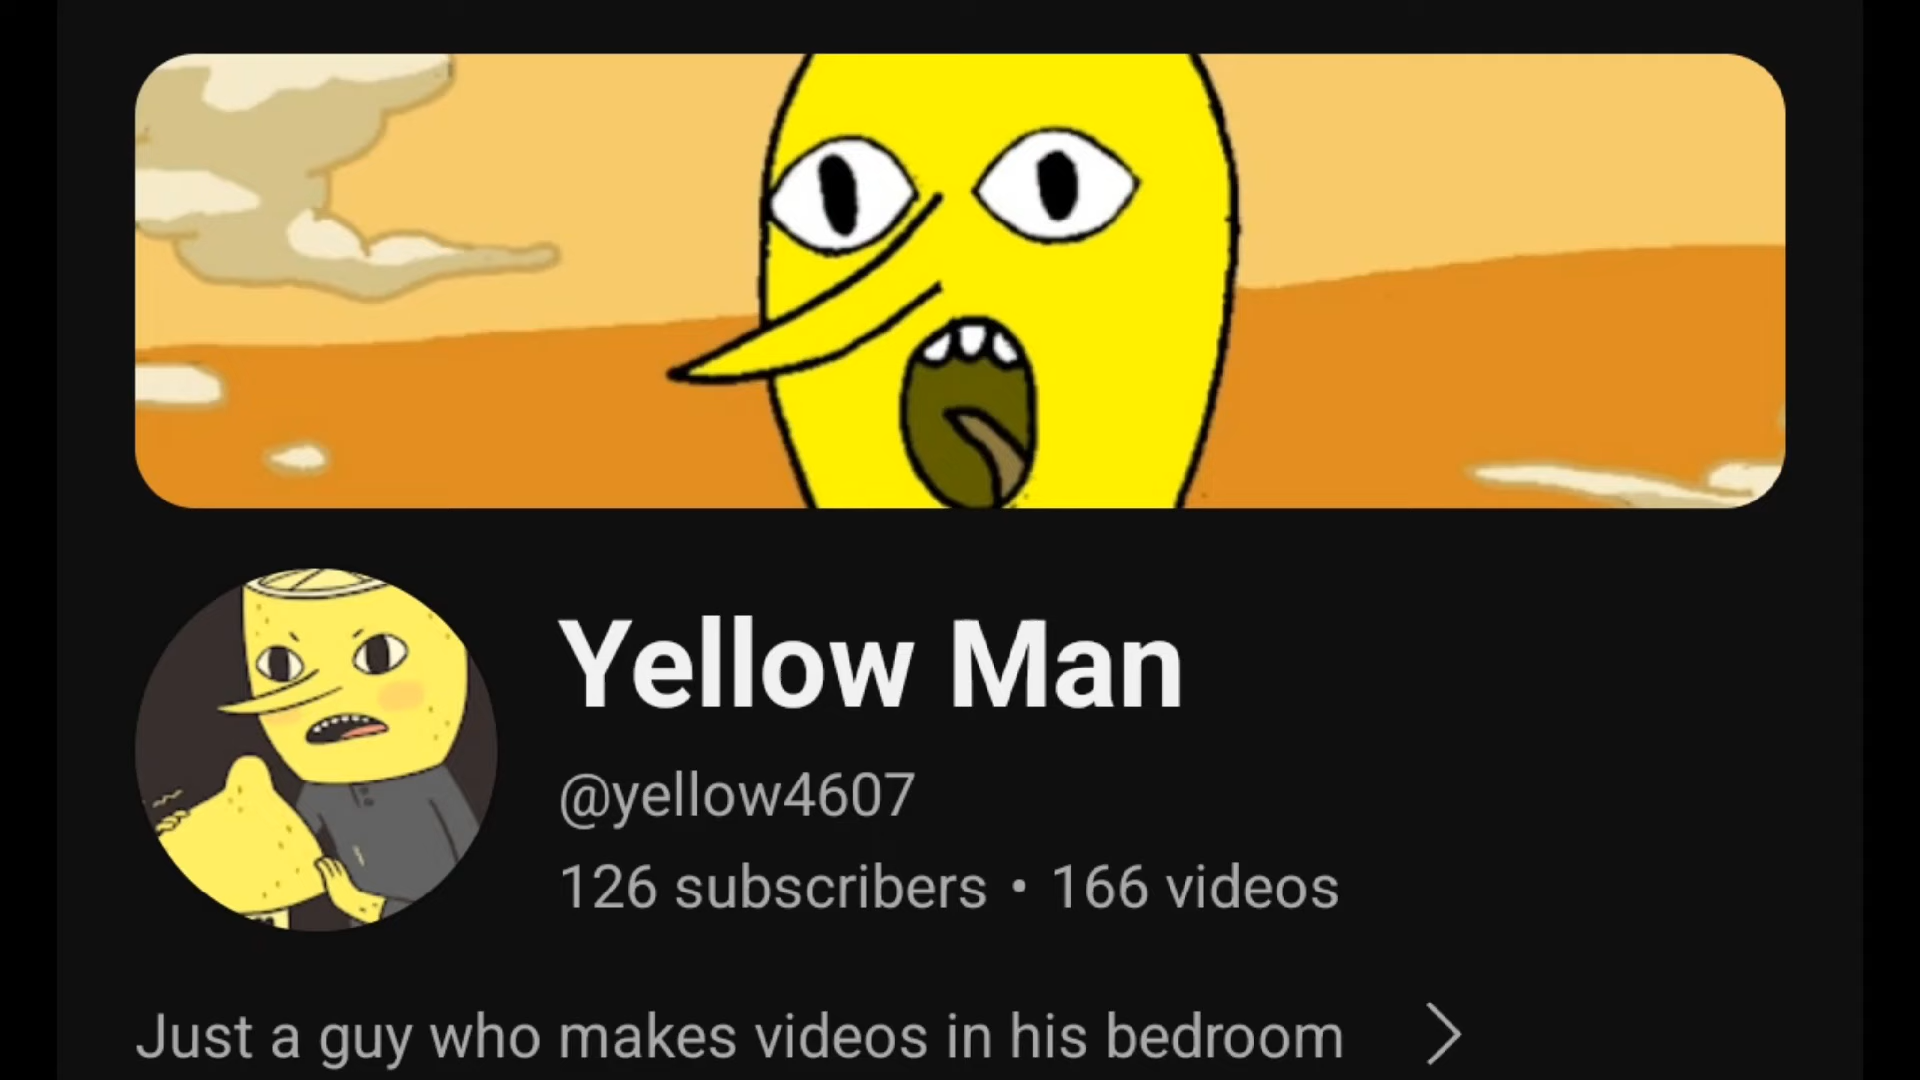 Yellow Man
@yellow4607
126 subscribers • 166 videos
Just a guy who makes videos in his bedroom